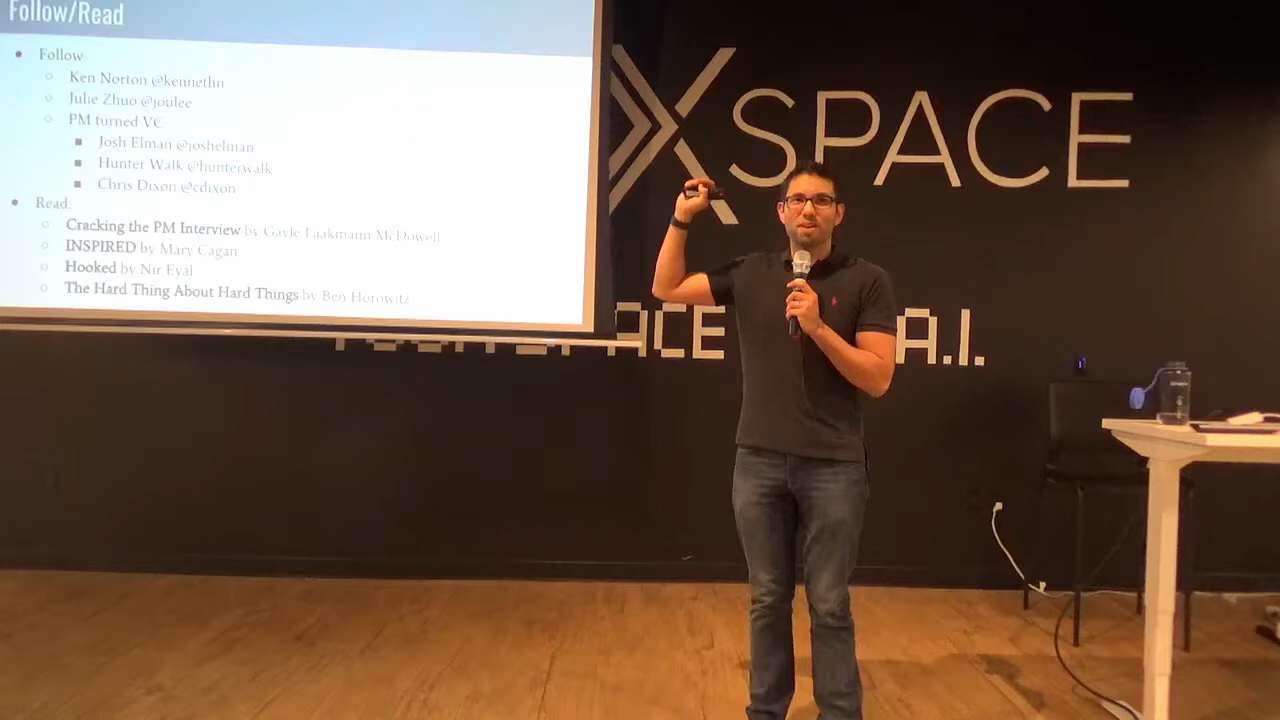 Follow/Read
Follow
Ken Norton @kennethn
Julie Zhuo @joulee
PM turned VC
Josh Elman @joshelman
Hunter Walk @hunterwalk
Chris Dixon @cdixon
Read:
Cracking the PM Interview by Gayle Laakmann McDowell
INSPIRED by Mary Cagan
Hooked by Nir Eyal
The Hard Thing About Hard Things by Ben Horowitz
XSPACE
A.I.